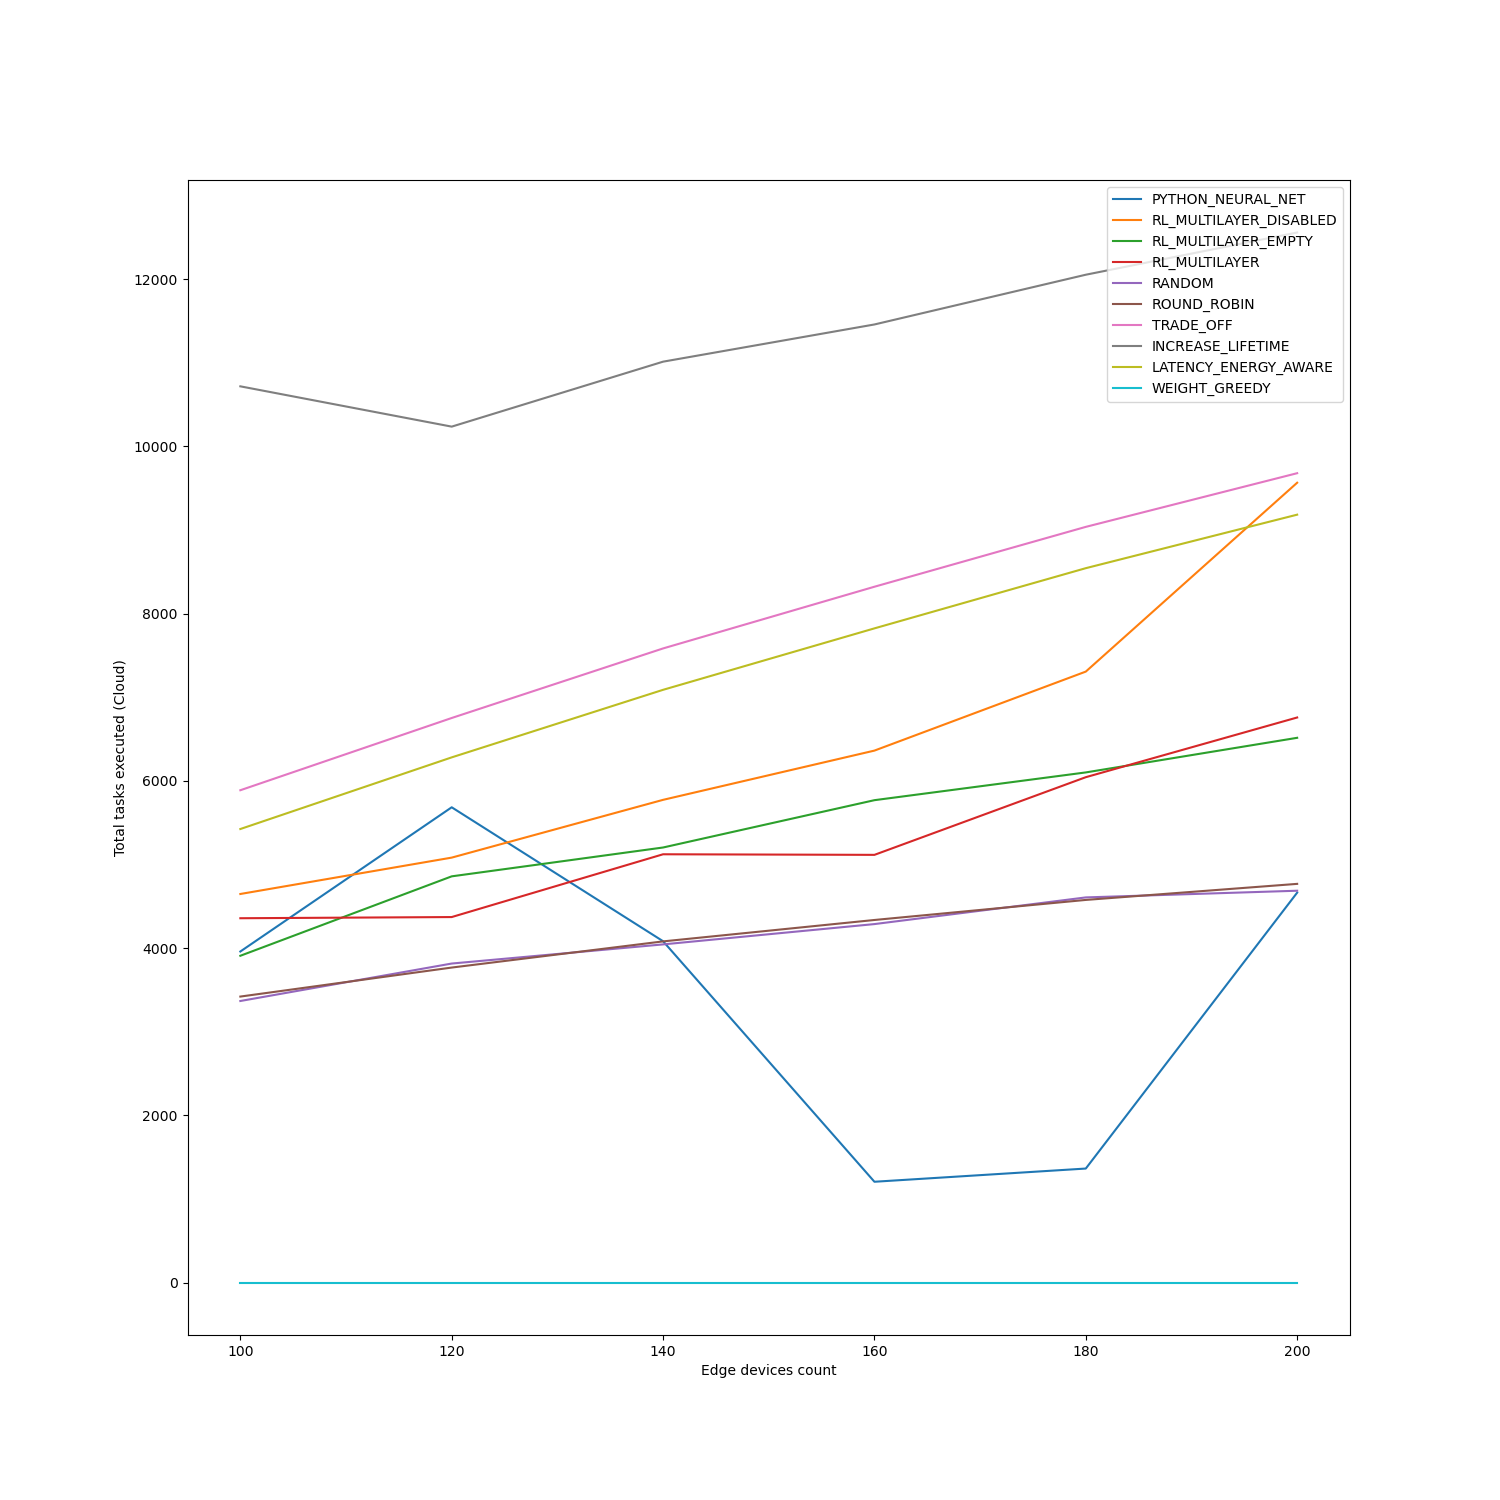 PYTHON_NEURAL_NET
RL_MULTILAYER_DISABLED
RL_MULTILAYER_EMPTY
RL_MULTILAYER
RANDOM
ROUND_ROBIN
TRADE_OFF
INCREASE_LIFETIME
LATENCY_ENERGY_AWARE
WEIGHT_GREEDY
12000
10000
8000
6000
4000
2000
0
Total tasks executed (Cloud)
100 120 140 160 180 200
Edge devices count